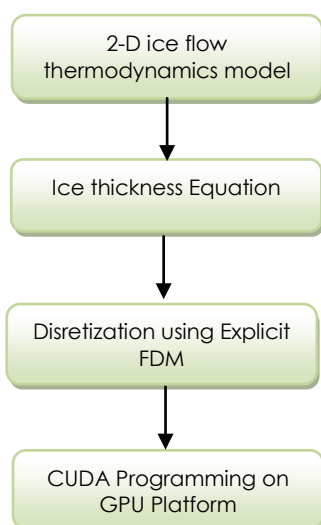 2-D ice flow
thermodynamics model
Ice thickness Equation
Disretization using Explicit
FDM
CUDA Programming on
GPU Platform